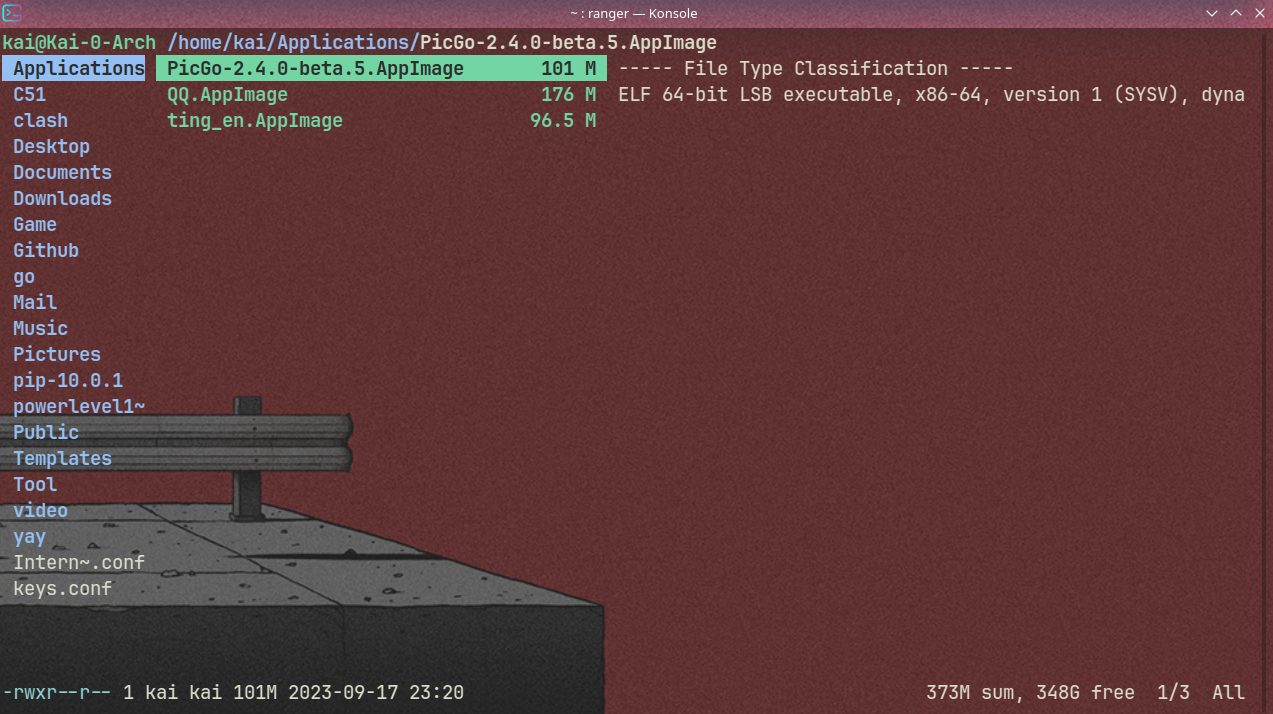 ~ : ranger — Konsole
kai@Kai-0-Arch /home/kai/Applications/PicGo-2.4.0-beta.5.AppImage
Applications PicGo-2.4.0-beta.5.AppImage 101 M ----- File Type Classification -----
C51 QQ.AppImage 176 M ELF 64-bit LSB executable, x86-64, version 1 (SYSV), dyna
clash ting_en.AppImage 96.5 M
Desktop
Documents
Downloads
Game
Github
go
Mail
Music
Pictures
pip-10.0.1
powerlevel1~
Public
Templates
Tool
video
yay
Intern~.conf
keys.conf
-rwxr--r-- 1 kai kai 101M 2023-09-17 23:20 373M sum, 348G free 1/3 All